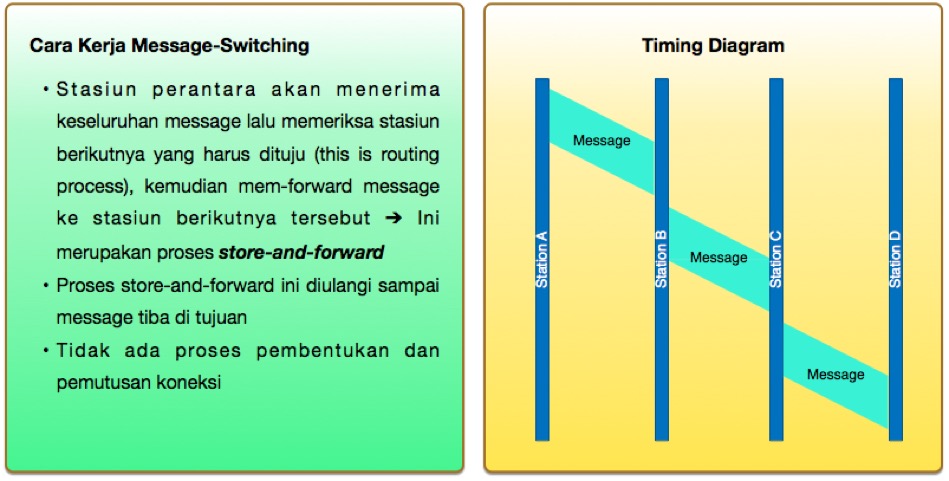 Cara Kerja Message-Switching
• Stasiun perantara akan menerima
keseluruhan message lalu memeriksa stasiun
berikutnya yang harus dituju (this is routing
process), kemudian mem-forward message
ke stasiun berikutnya tersebut ➔ Ini
merupakan proses store-and-forward
• Proses store-and-forward ini diulangi sampai
message tiba di tujuan
• Tidak ada proses pembentukan dan
pemutusan koneksi
Timing Diagram
Station A
Station B
Station C
Station D
Message
Message
Message